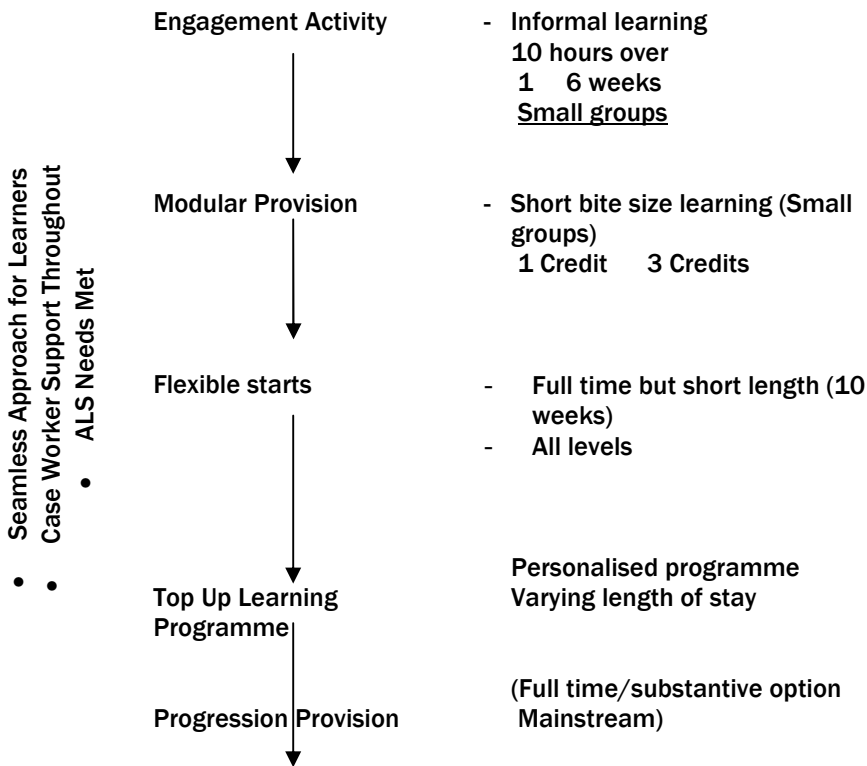 Engagement Activity
- Informal learning
10 hours over
1 6 weeks
Small groups
Modular Provision
- Short bite size learning (Small
groups)
1 Credit 3 Credits
Flexible starts
- Full time but short length (10
weeks)
- All levels
Top Up Learning
Programme
Personalised programme
Varying length of stay
Progression Provision
(Full time/substantive option
Mainstream)
• Seamless Approach for Learners
• Case Worker Support Throughout
• ALS Needs Met